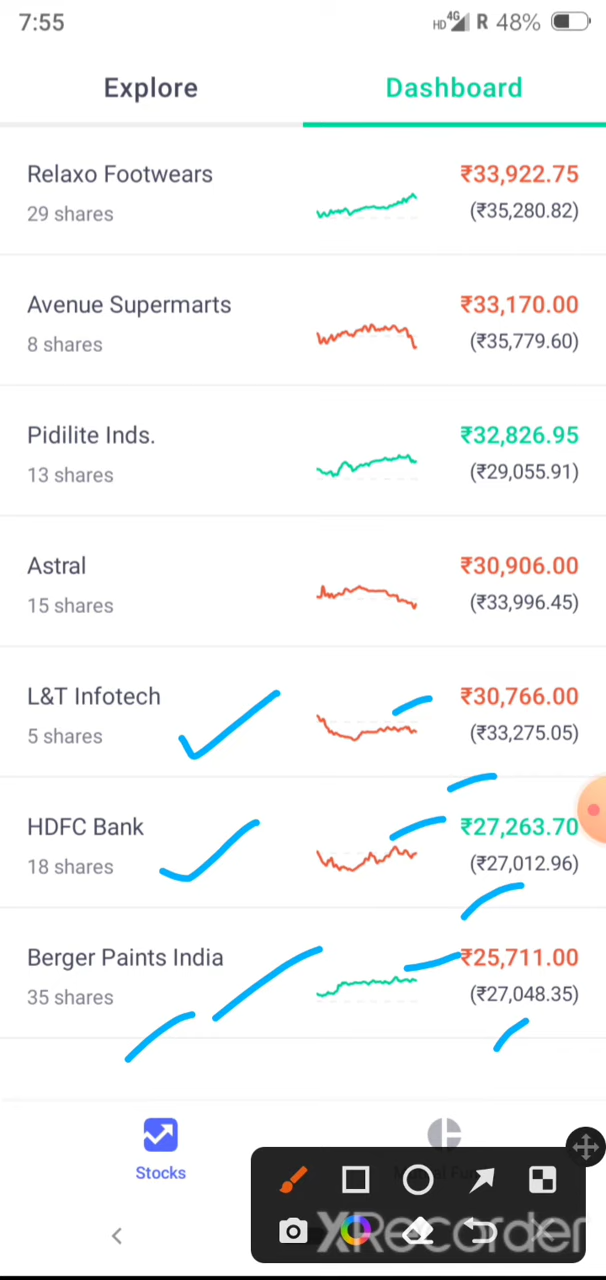 7:55 HD 4G R 48%
Explore Dashboard
Relaxo Footwears ₹33,922.75
29 shares (₹35,280.82)
Avenue Supermarts ₹33,170.00
8 shares (₹35,779.60)
Pidilite Inds. ₹32,826.95
13 shares (₹29,055.91)
Astral ₹30,906.00
15 shares (₹33,996.45)
L&T Infotech ₹30,766.00
5 shares (₹33,275.05)
HDFC Bank ₹27,263.70
18 shares (₹27,012.96)
Berger Paints India ₹25,711.00
35 shares (₹27,048.35)
Stocks
XRecorder